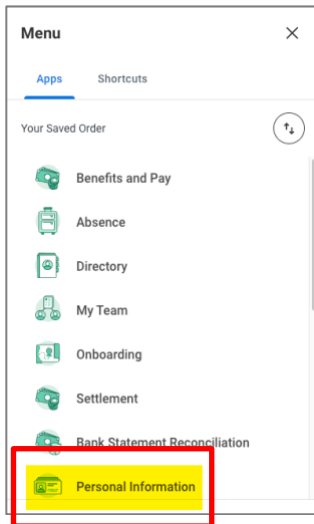 Menu
Apps Shortcuts
Your Saved Order
Benefits and Pay
Absence
Directory
My Team
Onboarding
Settlement
Bank Statement Reconciliation
Personal Information